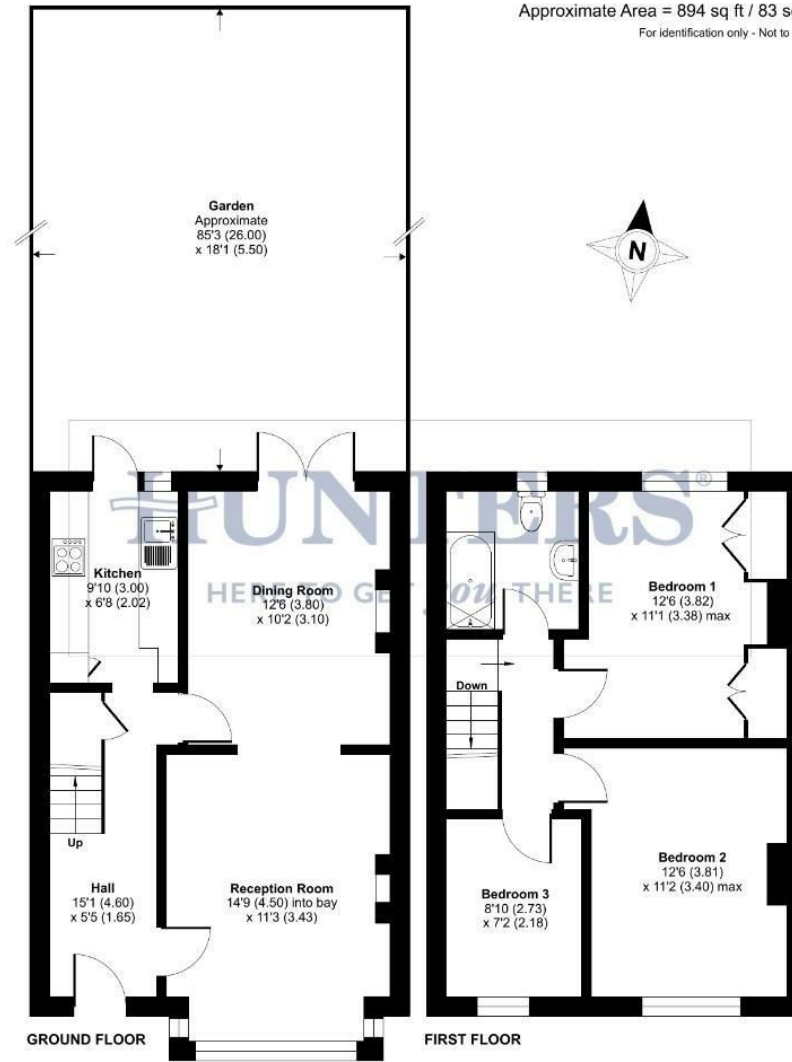 Approximate Area = 894 sq ft / 83 s
For identification only - Not to
Garden
Approximate
85'3 (26.00)
x 18'1 (5.50)
N
HUNTERS®
HERE TO GET you THERE
Kitchen
9'10 (3.00)
x 6'8 (2.02)
Dining Room
12'6 (3.80)
x 10'2 (3.10)
Bedroom 1
12'6 (3.82)
x 11'1 (3.38) max
Down
Up
Hall
15'1 (4.60)
x 5'5 (1.65)
Reception Room
14'9 (4.50) into bay
x 11'3 (3.43)
Bedroom 3
8'10 (2.73)
x 7'2 (2.18)
Bedroom 2
12'6 (3.81)
x 11'2 (3.40) max
GROUND FLOOR
FIRST FLOOR